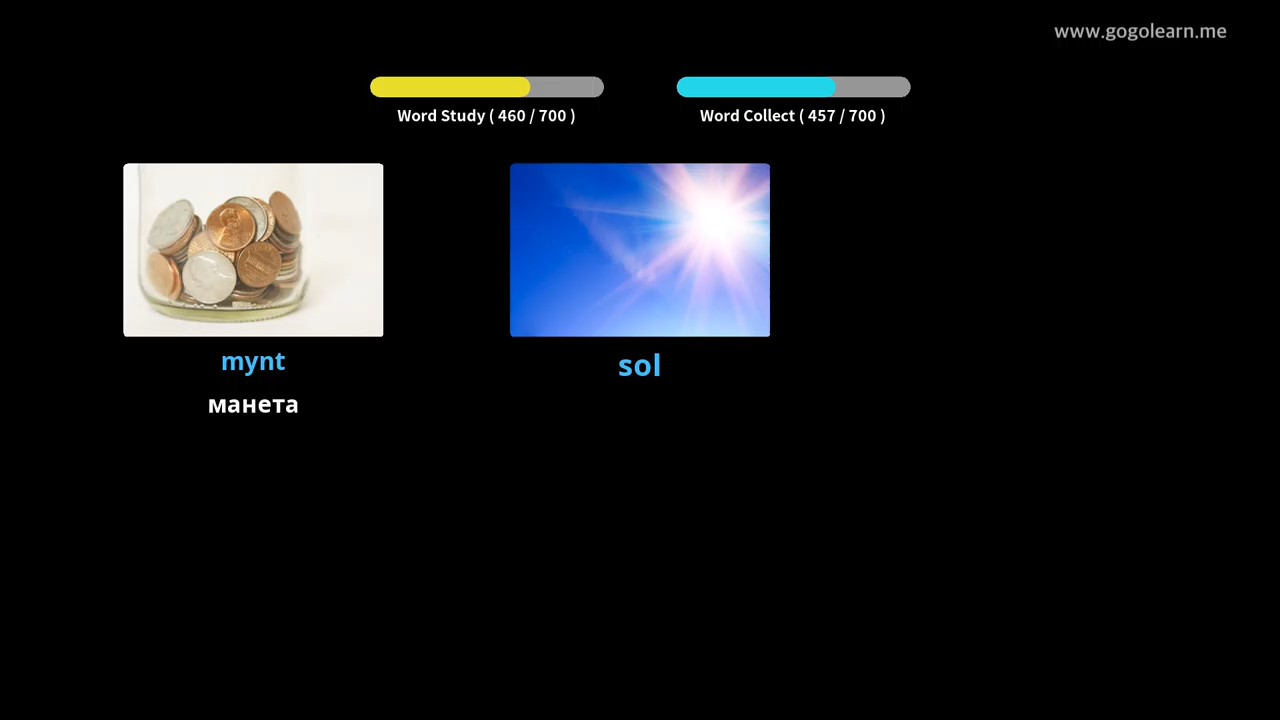 www.gogolearn.me
Word Study ( 460 / 700 )
Word Collect ( 457 / 700 )
mynt
манета
sol